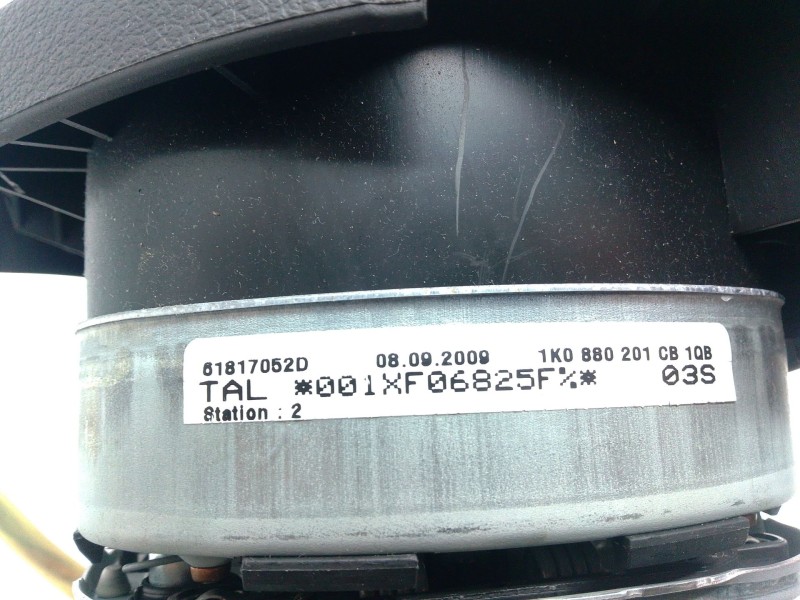 61817052D 08.09.2009 1K0 880 201 CB 1QB
TAL *001XF06825F%* 03S
Station : 2